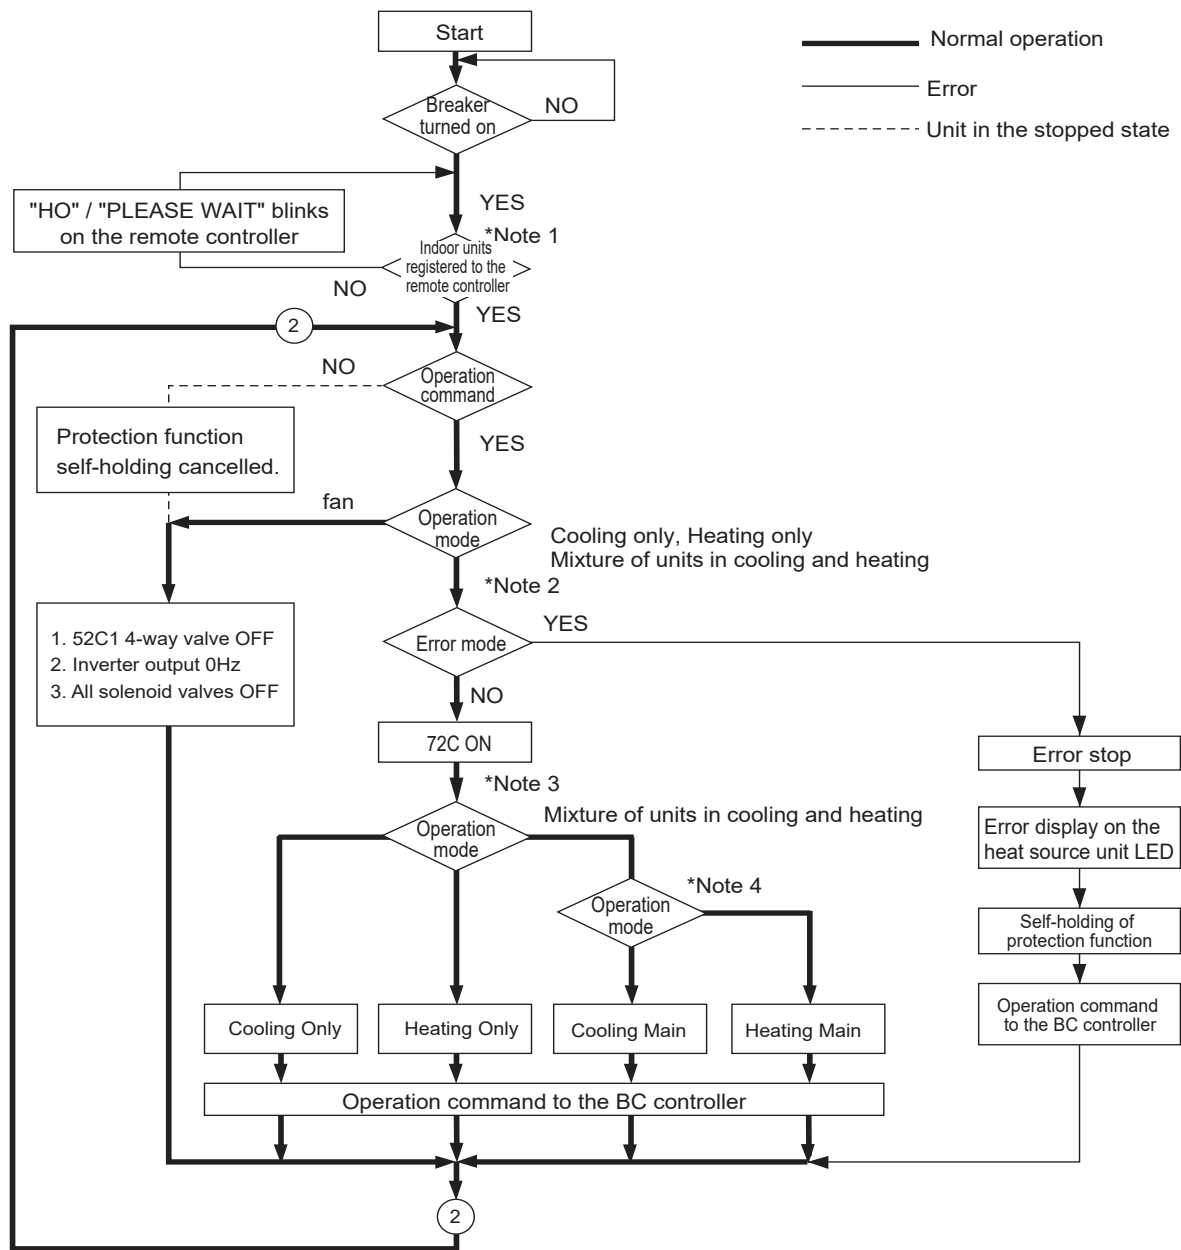 Start
Normal operation
Error
Unit in the stopped state
Breaker
turned on
NO
YES
"HO" / "PLEASE WAIT" blinks
on the remote controller
*Note 1
Indoor units
registered to the
remote controller
NO
YES
2
Operation
command
NO
YES
Protection function
self-holding cancelled.
fan
Operation
mode
Cooling only, Heating only
Mixture of units in cooling and heating
*Note 2
1. 52C1 4-way valve OFF
2. Inverter output 0Hz
3. All solenoid valves OFF
Error mode
YES
NO
72C ON
*Note 3
Operation
mode
Mixture of units in cooling and heating
*Note 4
Operation
mode
Error stop
Error display on the
heat source unit LED
Self-holding of
protection function
Operation command
to the BC controller
Cooling Only
Heating Only
Cooling Main
Heating Main
Operation command to the BC controller
2